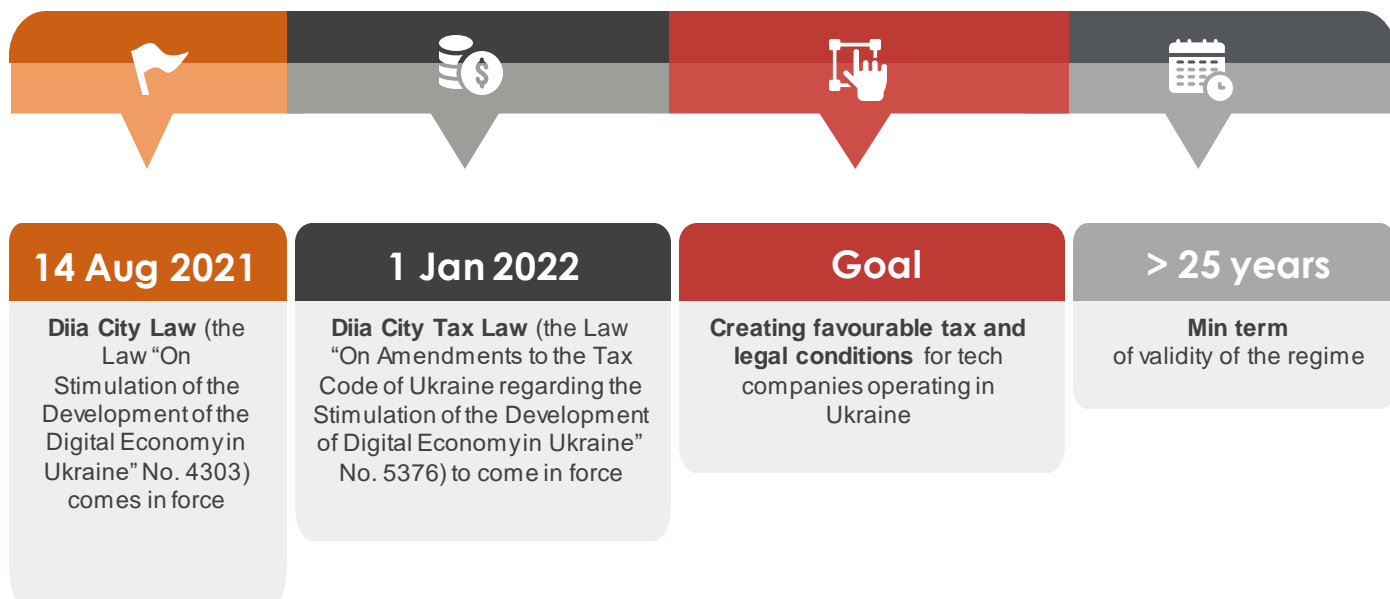 14 Aug 2021
Diia City Law (the
Law “On
Stimulation of the
Development of the
Digital Economy in
Ukraine” No. 4303)
comes in force
1 Jan 2022
Diia City Tax Law (the Law
“On Amendments to the Tax
Code of Ukraine regarding the
Stimulation of the Development
of Digital Economy in Ukraine”
No. 5376) to come in force
Goal
Creating favourable tax and
legal conditions for tech
companies operating in
Ukraine
> 25 years
Min term
of validity of the regime